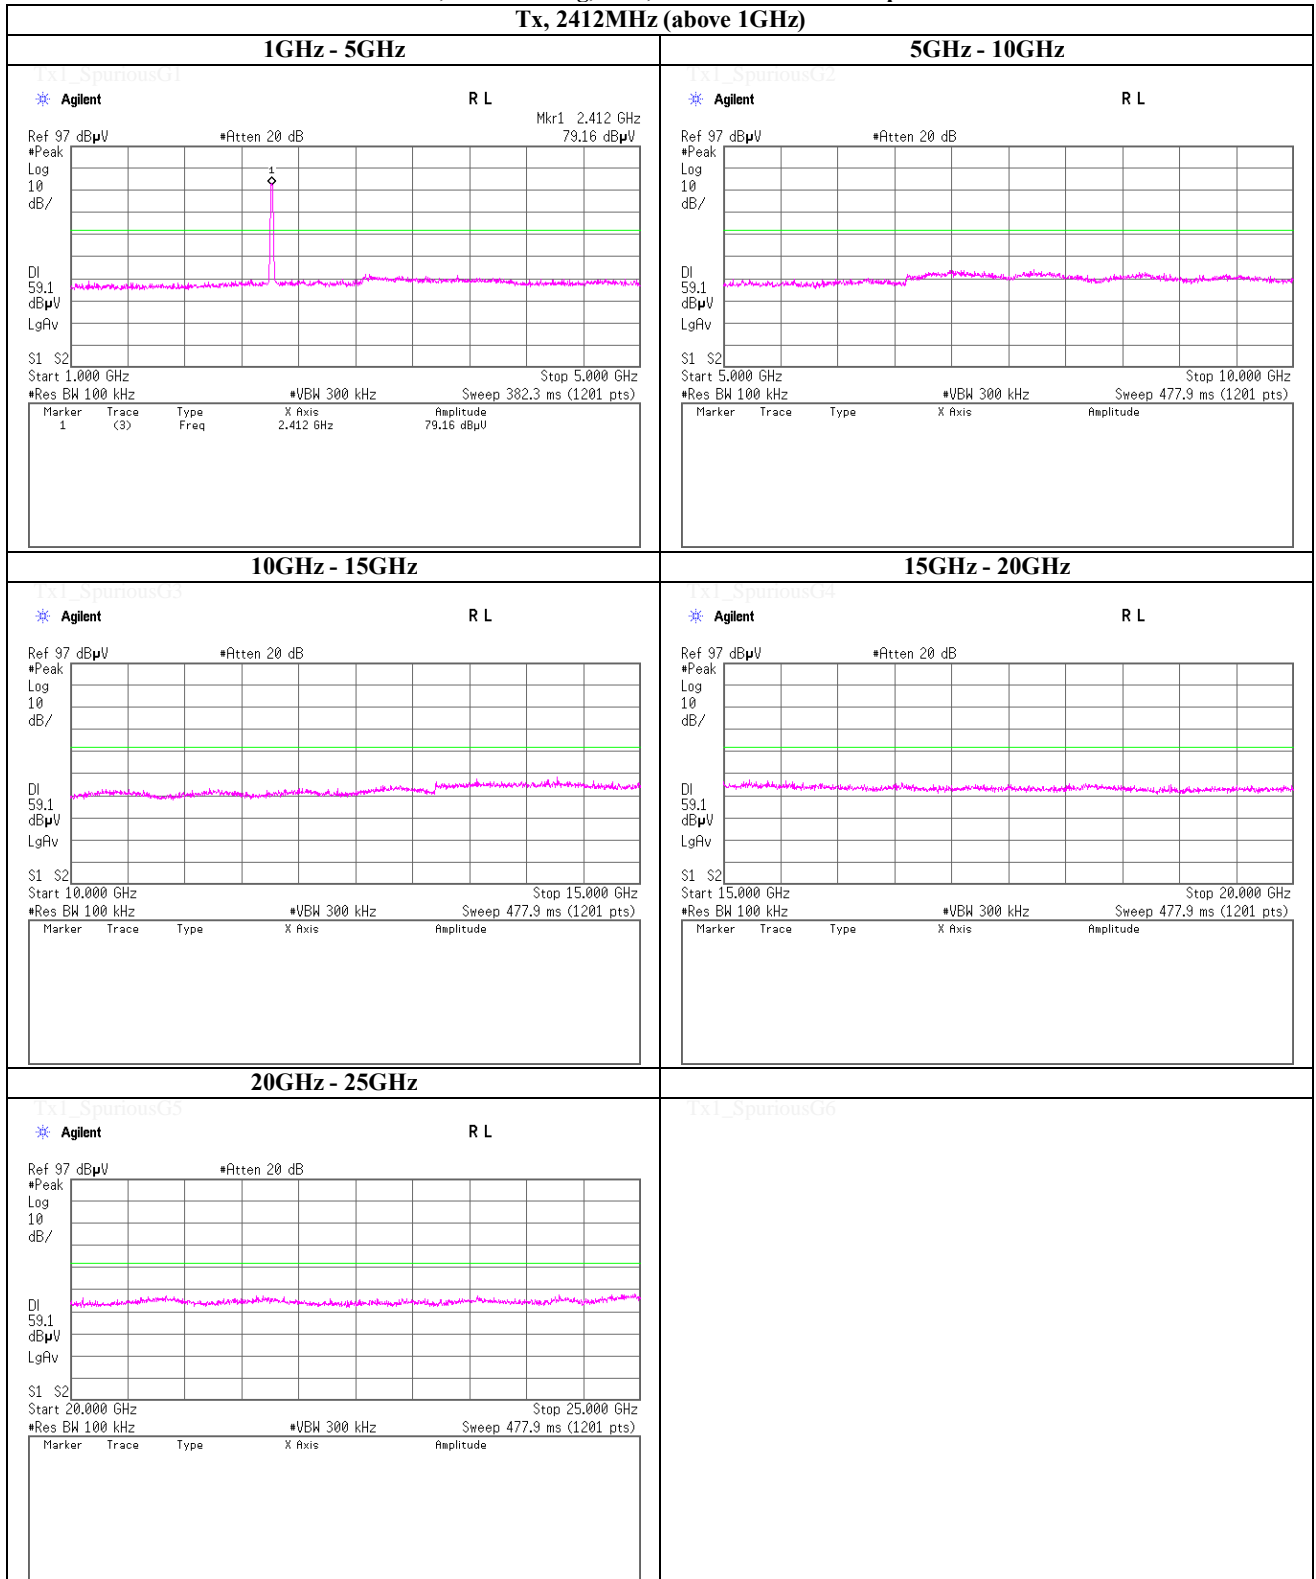 Tx, 2412MHz (above 1GHz)
1GHz - 5GHz
5GHz - 10GHz
Tx1_SpuriousG1
Agilent
R L
Mkr1 2.412 GHz
Ref 97 dBµV
#Atten 20 dB
79.16 dBµV
#Peak
Log
10
dB/
1
DI
59.1
dBµV
LgAv
S1 S2
Start 1.000 GHz
Stop 5.000 GHz
#Res BW 100 kHz
#VBW 300 kHz
Sweep 382.3 ms (1201 pts)
Marker Trace Type X Axis Amplitude
1 (3) Freq 2.412 GHz 79.16 dBµV
Tx1_SpuriousG2
Agilent
R L
Ref 97 dBµV
#Atten 20 dB
#Peak
Log
10
dB/
DI
59.1
dBµV
LgAv
S1 S2
Start 5.000 GHz
Stop 10.000 GHz
#Res BW 100 kHz
#VBW 300 kHz
Sweep 477.9 ms (1201 pts)
Marker Trace Type X Axis Amplitude
10GHz - 15GHz
15GHz - 20GHz
Tx1_SpuriousG3
Agilent
R L
Ref 97 dBµV
#Atten 20 dB
#Peak
Log
10
dB/
DI
59.1
dBµV
LgAv
S1 S2
Start 10.000 GHz
Stop 15.000 GHz
#Res BW 100 kHz
#VBW 300 kHz
Sweep 477.9 ms (1201 pts)
Marker Trace Type X Axis Amplitude
Tx1_SpuriousG4
Agilent
R L
Ref 97 dBµV
#Atten 20 dB
#Peak
Log
10
dB/
DI
59.1
dBµV
LgAv
S1 S2
Start 15.000 GHz
Stop 20.000 GHz
#Res BW 100 kHz
#VBW 300 kHz
Sweep 477.9 ms (1201 pts)
Marker Trace Type X Axis Amplitude
20GHz - 25GHz
Tx1_SpuriousG5
Agilent
R L
Ref 97 dBµV
#Atten 20 dB
#Peak
Log
10
dB/
DI
59.1
dBµV
LgAv
S1 S2
Start 20.000 GHz
Stop 25.000 GHz
#Res BW 100 kHz
#VBW 300 kHz
Sweep 477.9 ms (1201 pts)
Marker Trace Type X Axis Amplitude
Tx1_SpuriousG6